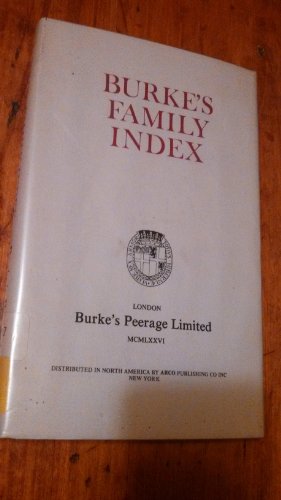 BURKE'S
FAMILY
INDEX
LONDON
Burke's Peerage Limited
MCMLXXVI
DISTRIBUTED IN NORTH AMERICA BY ARCO PUBLISHING CO INC
NEW YORK